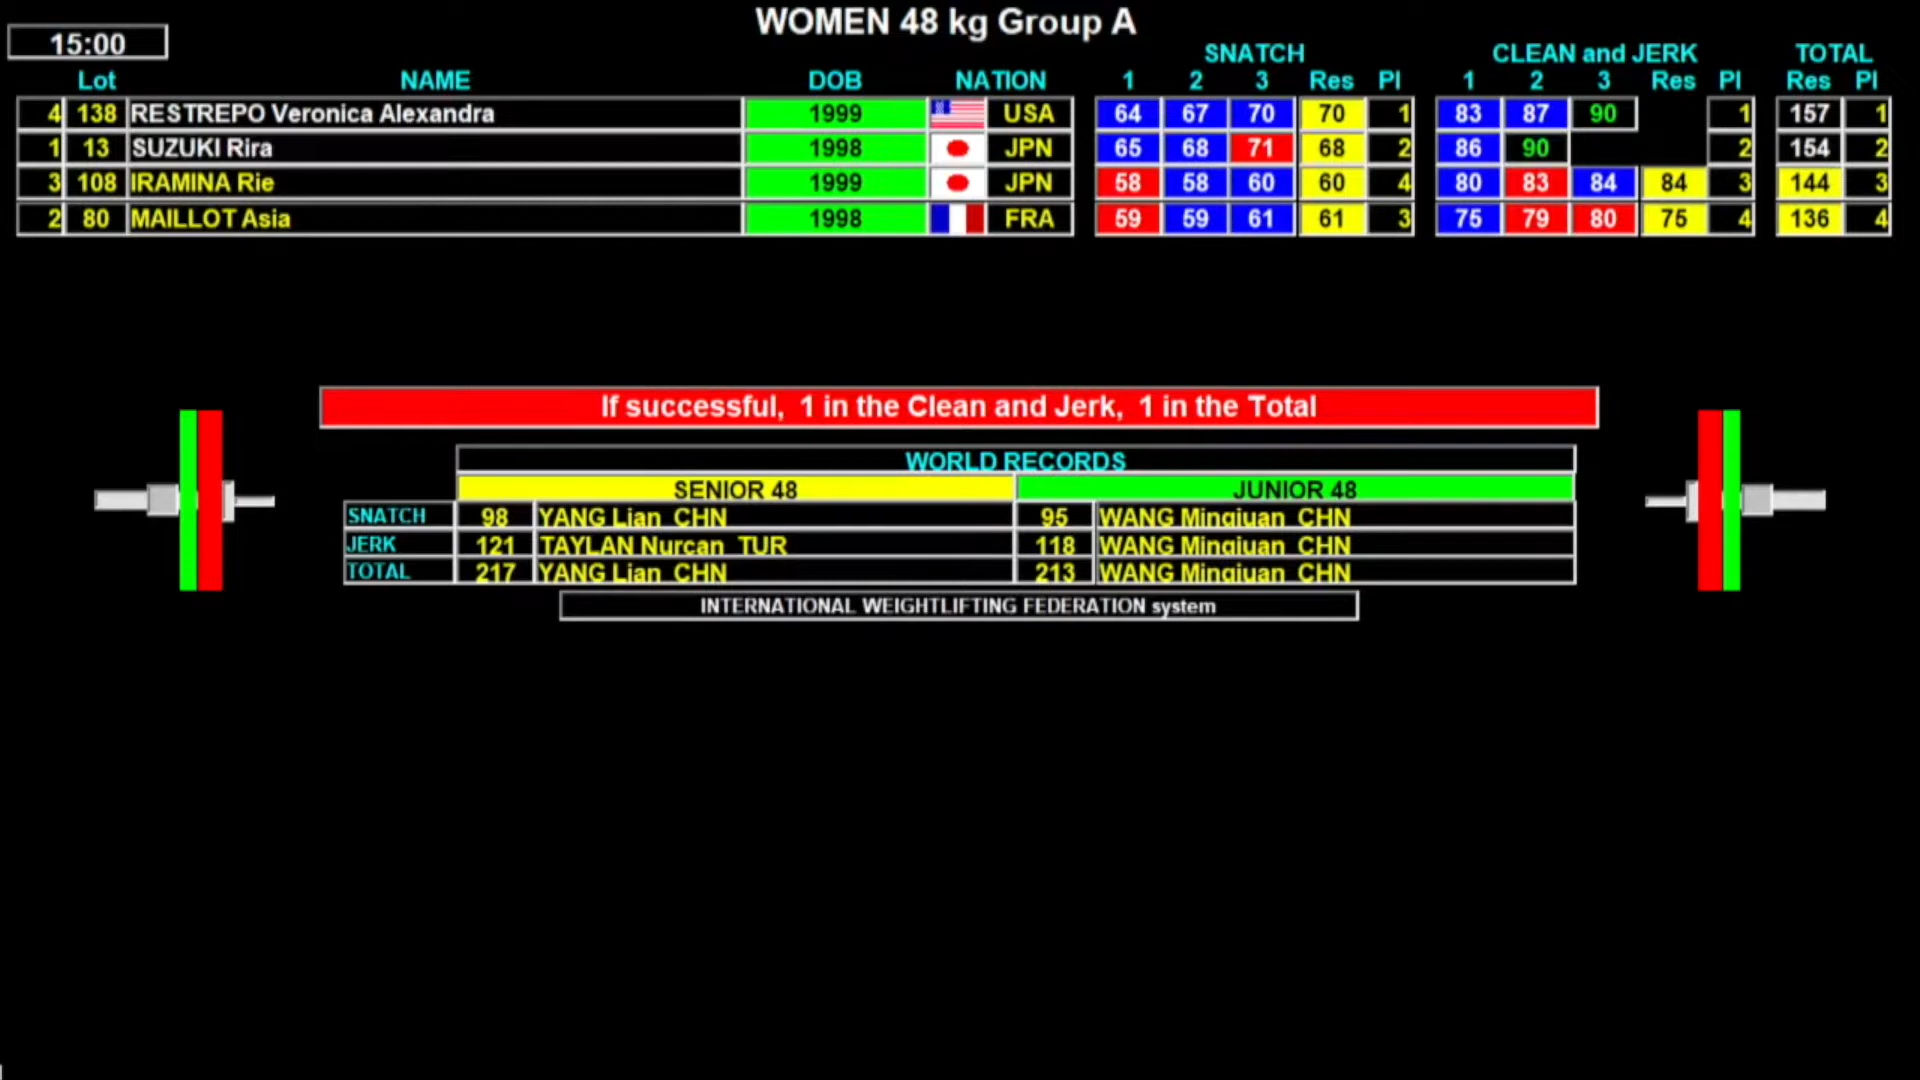 WOMEN 48 kg Group A
15:00
SNATCH CLEAN and JERK TOTAL
Lot NAME DOB NATION 1 2 3 Res Pl 1 2 3 Res Pl Res Pl
4 138 RESTREPO Veronica Alexandra 1999 USA 64 67 70 70 1 83 87 90 1 157 1
1 13 SUZUKI Rira 1998 JPN 65 68 71 68 2 86 90 2 154 2
3 108 IRAMINA Rie 1999 JPN 58 58 60 60 4 80 83 84 84 3 144 3
2 80 MAILLOT Asia 1998 FRA 59 59 61 61 3 75 79 80 75 4 136 4
If successful, 1 in the Clean and Jerk, 1 in the Total
WORLD RECORDS
SENIOR 48 JUNIOR 48
SNATCH 98 YANG Lian CHN 95 WANG Mingjuan CHN
JERK 121 TAYLAN Nurcan TUR 118 WANG Mingjuan CHN
TOTAL 217 YANG Lian CHN 213 WANG Mingjuan CHN
INTERNATIONAL WEIGHTLIFTING FEDERATION system